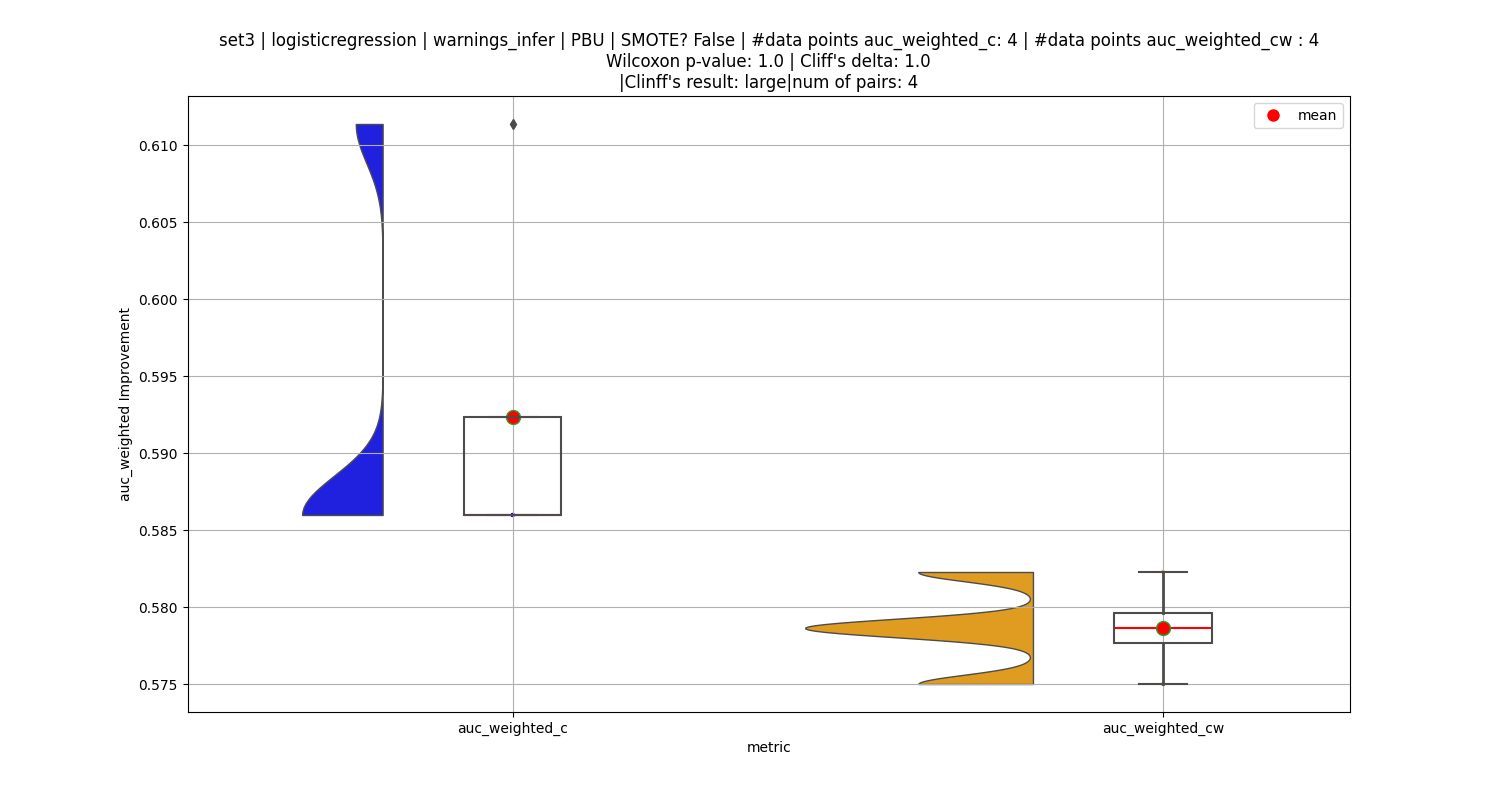 set3 | logisticregression | warnings_infer | PBU | SMOTE? False | #data points auc_weighted_c: 4 | #data points auc_weighted_cw : 4
Wilcoxon p-value: 1.0 | Cliff's delta: 1.0
|Clinff's result: large|num of pairs: 4
mean
0.610
0.605
0.600
0.595
0.590
0.585
0.580
0.575
auc_weighted Improvement
auc_weighted_c
auc_weighted_cw
metric